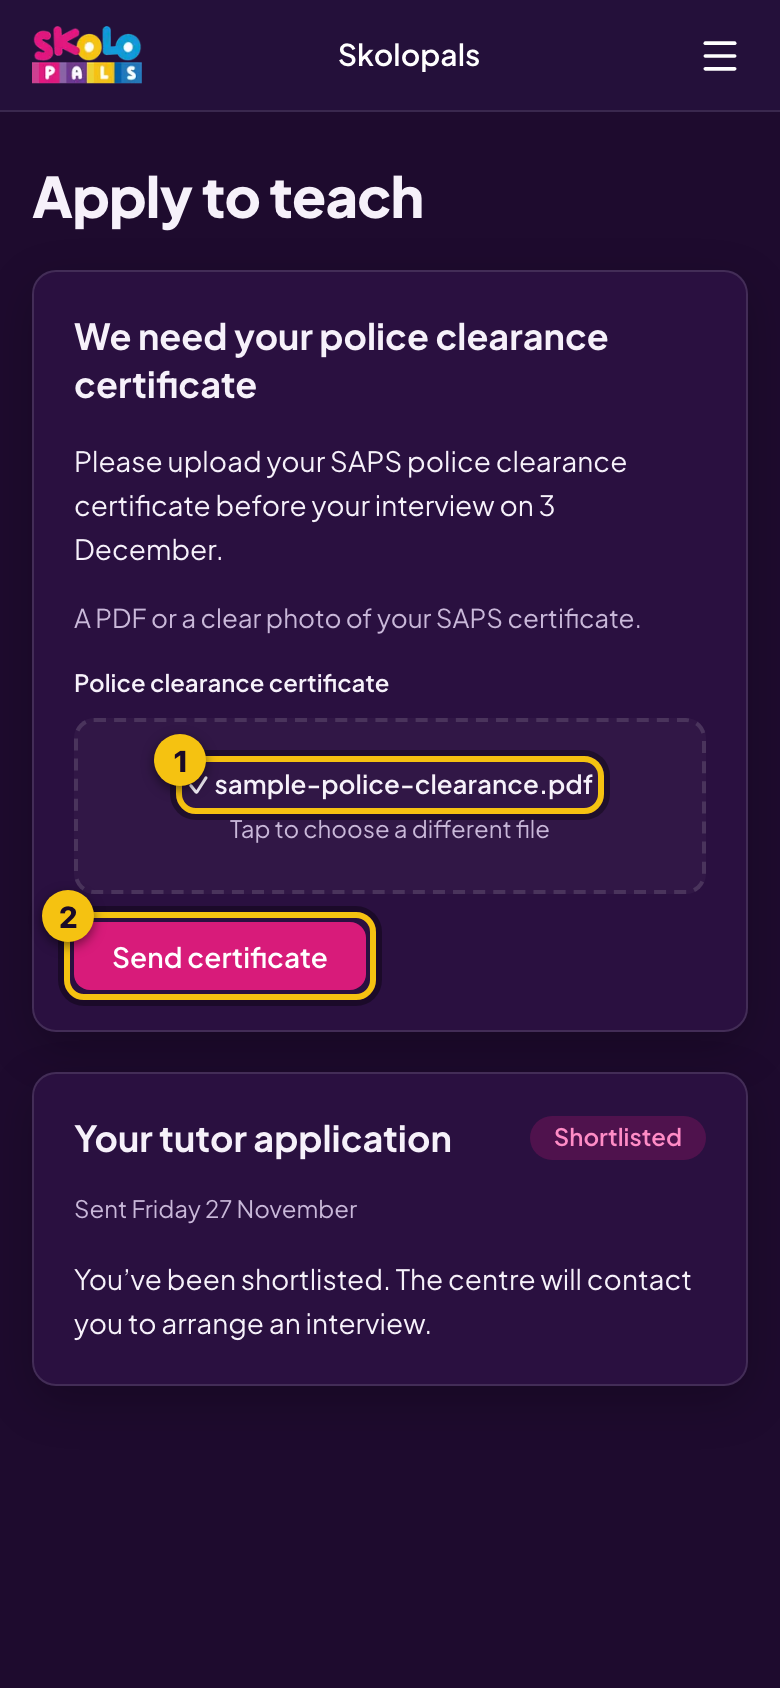 SKOLO
PALS
Skolopals
Apply to teach
We need your police clearance
certificate
Please upload your SAPS police clearance
certificate before your interview on 3
December.
A PDF or a clear photo of your SAPS certificate.
Police clearance certificate
1
✓ sample-police-clearance.pdf
Tap to choose a different file
2
Send certificate
Your tutor application
Shortlisted
Sent Friday 27 November
You’ve been shortlisted. The centre will contact
you to arrange an interview.